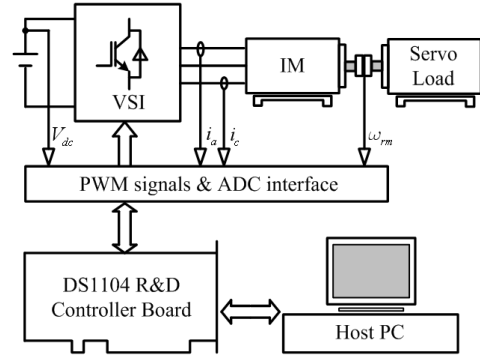 VSI
IM
Servo
Load
V_dc
i_a
i_c
ω_rm
PWM signals & ADC interface
DS1104 R&D
Controller Board
Host PC